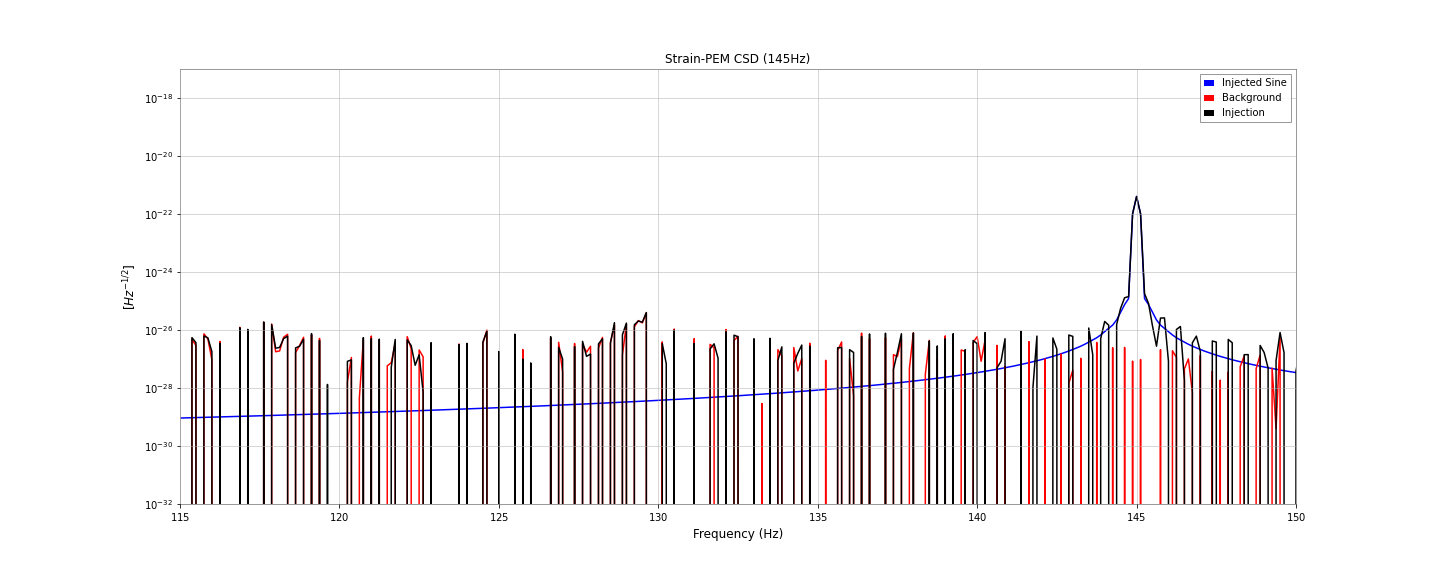 Strain-PEM CSD (145Hz)
Injected Sine
Background
Injection
10⁻¹⁸
10⁻²⁰
10⁻²²
10⁻²⁴
10⁻²⁶
10⁻²⁸
10⁻³⁰
10⁻³²
[Hz⁻¹/²]
115 120 125 130 135 140 145 150
Frequency (Hz)